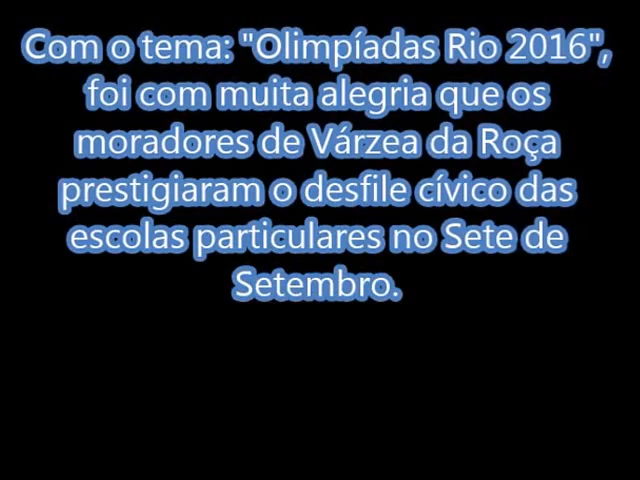 Com o tema: "Olimpíadas Rio 2016",
foi com muita alegria que os
moradores de Várzea da Roça
prestigiaram o desfile cívico das
escolas particulares no Sete de
Setembro.